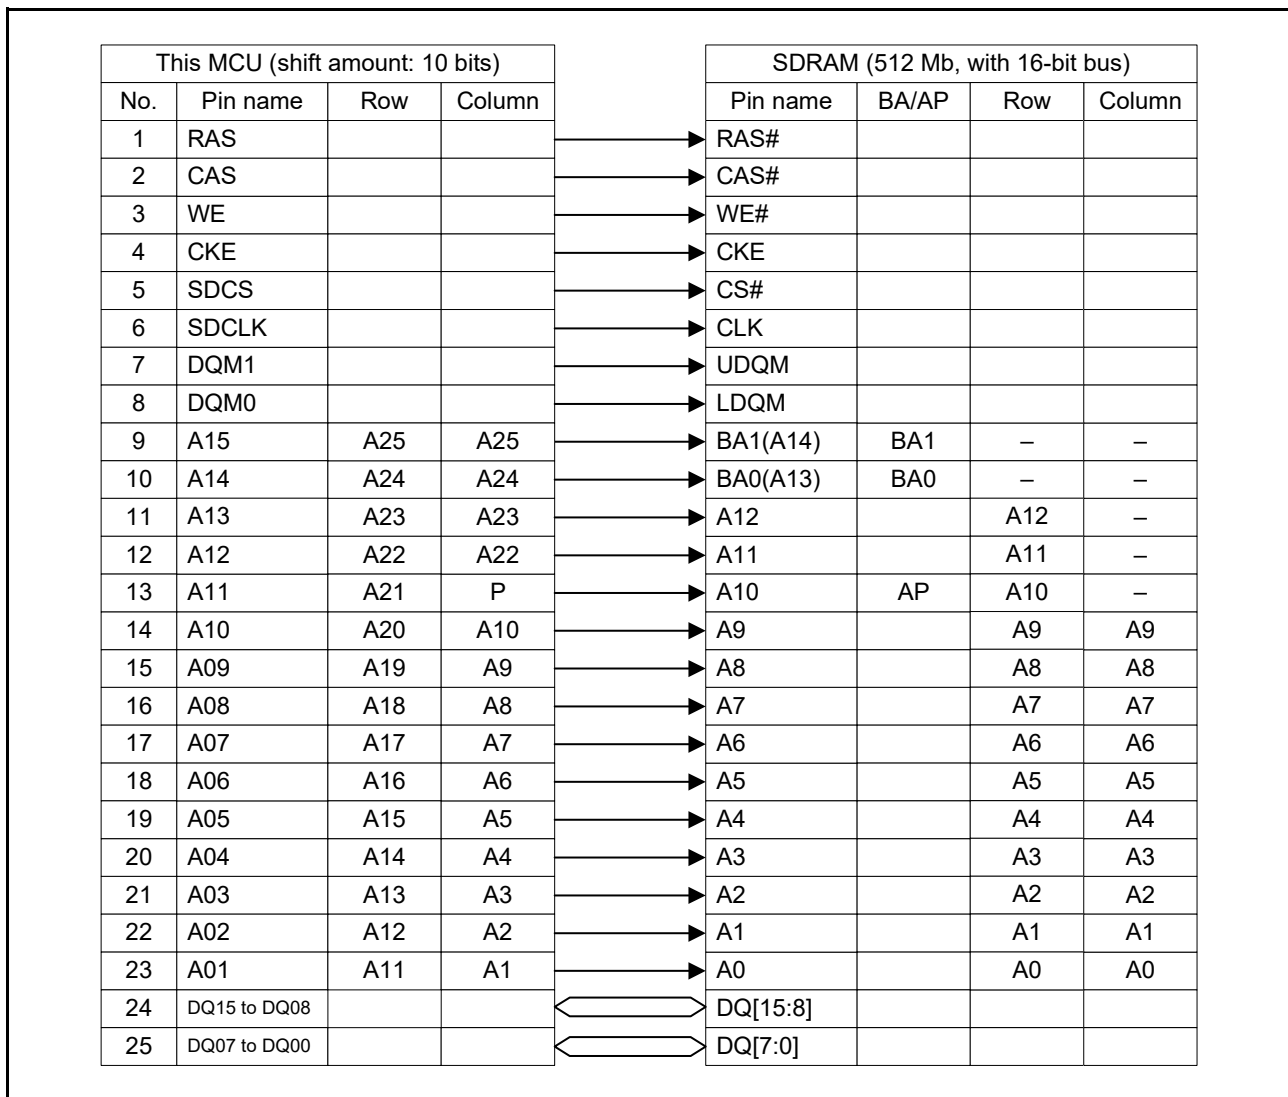 This MCU (shift amount: 10 bits) SDRAM (512 Mb, with 16-bit bus)
No. Pin name Row Column Pin name BA/AP Row Column
1 RAS RAS#
2 CAS CAS#
3 WE WE#
4 CKE CKE
5 SDCS CS#
6 SDCLK CLK
7 DQM1 UDQM
8 DQM0 LDQM
9 A15 A25 A25 BA1(A14) BA1 – –
10 A14 A24 A24 BA0(A13) BA0 – –
11 A13 A23 A23 A12 A12 –
12 A12 A22 A22 A11 A11 –
13 A11 A21 P A10 AP A10 –
14 A10 A20 A10 A9 A9 A9
15 A09 A19 A9 A8 A8 A8
16 A08 A18 A8 A7 A7 A7
17 A07 A17 A7 A6 A6 A6
18 A06 A16 A6 A5 A5 A5
19 A05 A15 A5 A4 A4 A4
20 A04 A14 A4 A3 A3 A3
21 A03 A13 A3 A2 A2 A2
22 A02 A12 A2 A1 A1 A1
23 A01 A11 A1 A0 A0 A0
24 DQ15 to DQ08 DQ[15:8]
25 DQ07 to DQ00 DQ[7:0]